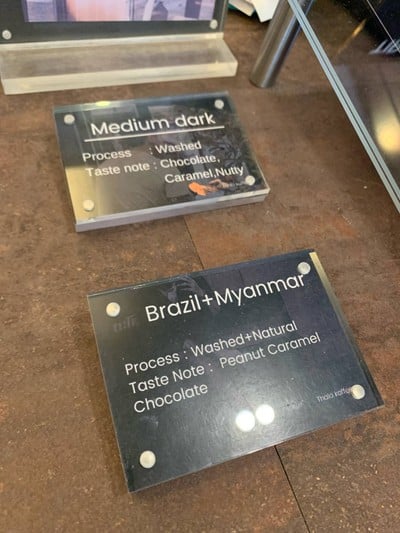 Medium dark
Process : Washed
Taste note : Chocolate,
Caramel,Nutty
Brazil+Myanmar
Process : Washed+Natural
Taste Note : Peanut Caramel
Chocolate